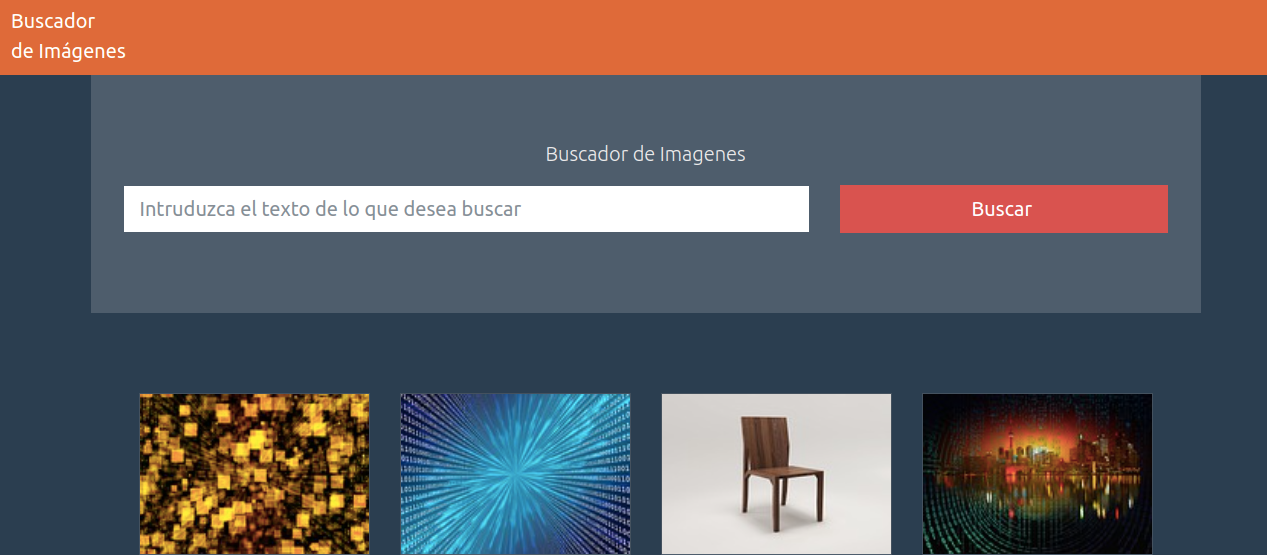 Buscador
de Imágenes
Buscador de Imagenes
Intruduzca el texto de lo que desea buscar
Buscar